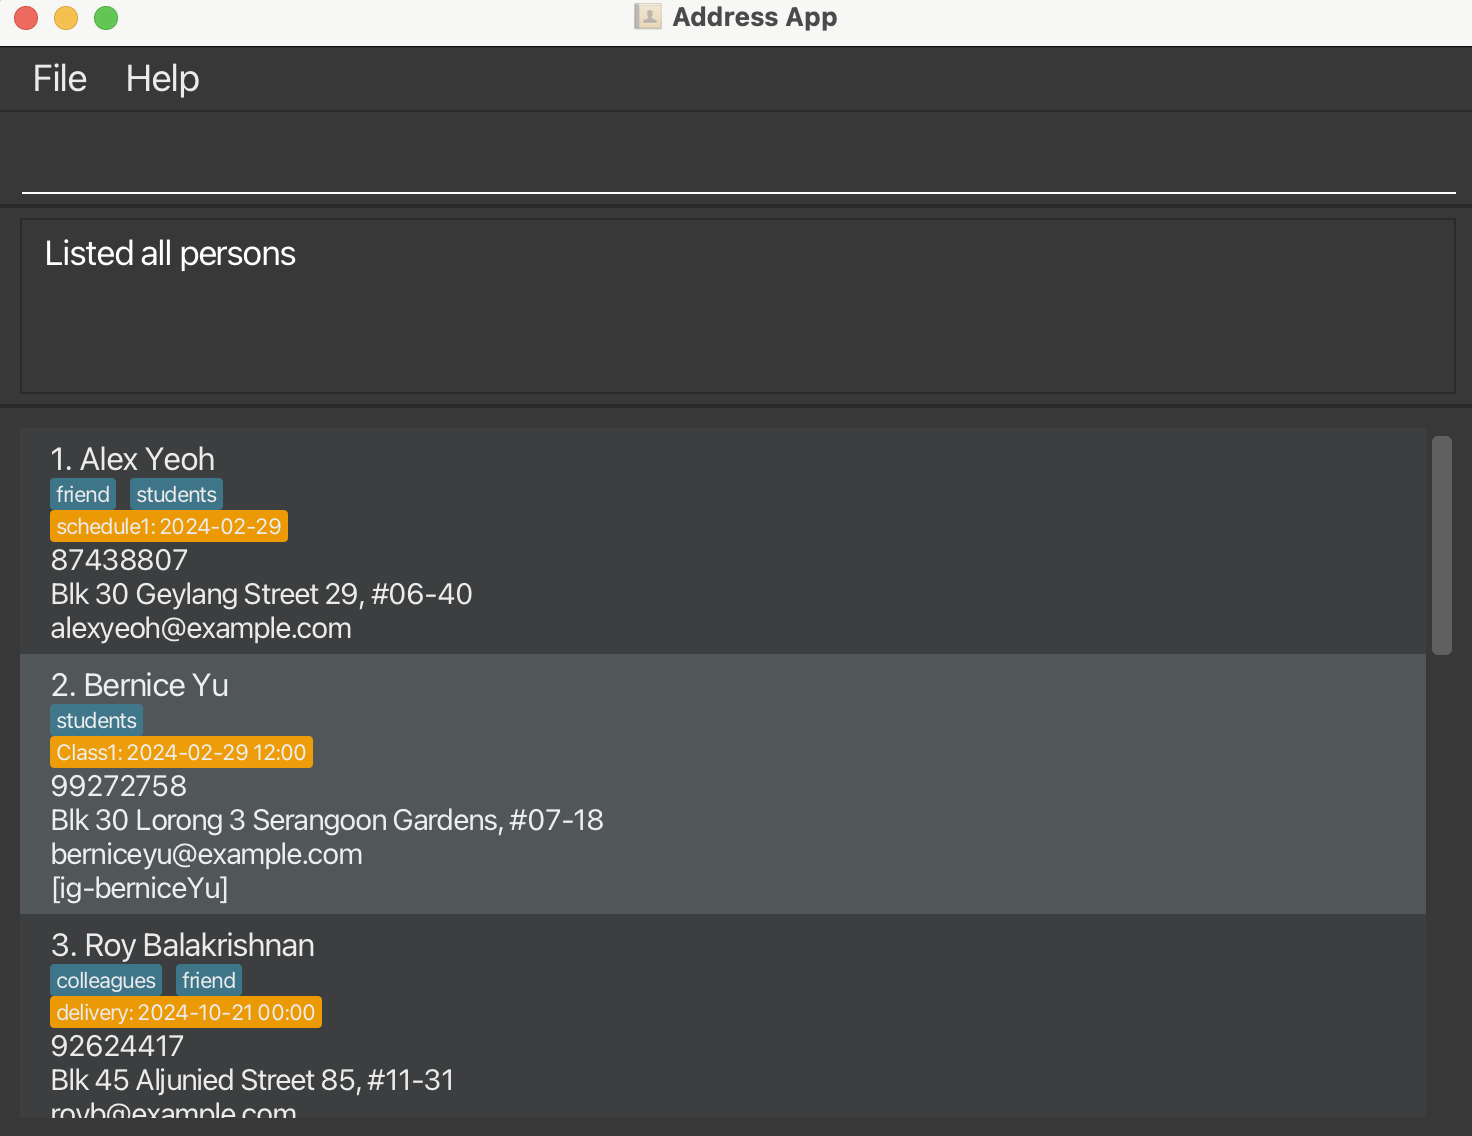 Address App
File Help
Listed all persons
1. Alex Yeoh
friend students
schedule1: 2024-02-29
87438807
Blk 30 Geylang Street 29, #06-40
alexyeoh@example.com
2. Bernice Yu
students
Class1: 2024-02-29 12:00
99272758
Blk 30 Lorong 3 Serangoon Gardens, #07-18
berniceyu@example.com
[ig-berniceYu]
3. Roy Balakrishnan
colleagues friend
delivery: 2024-10-21 00:00
92624417
Blk 45 Aljunied Street 85, #11-31
royb@example.com